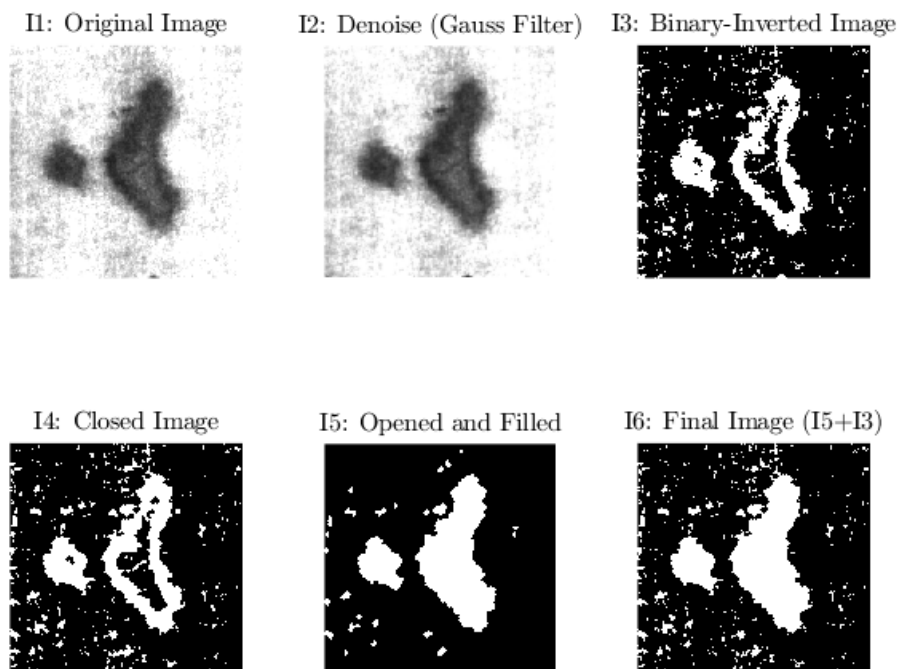 I1: Original Image
I2: Denoise (Gauss Filter)
I3: Binary-Inverted Image
I4: Closed Image
I5: Opened and Filled
I6: Final Image (I5+I3)